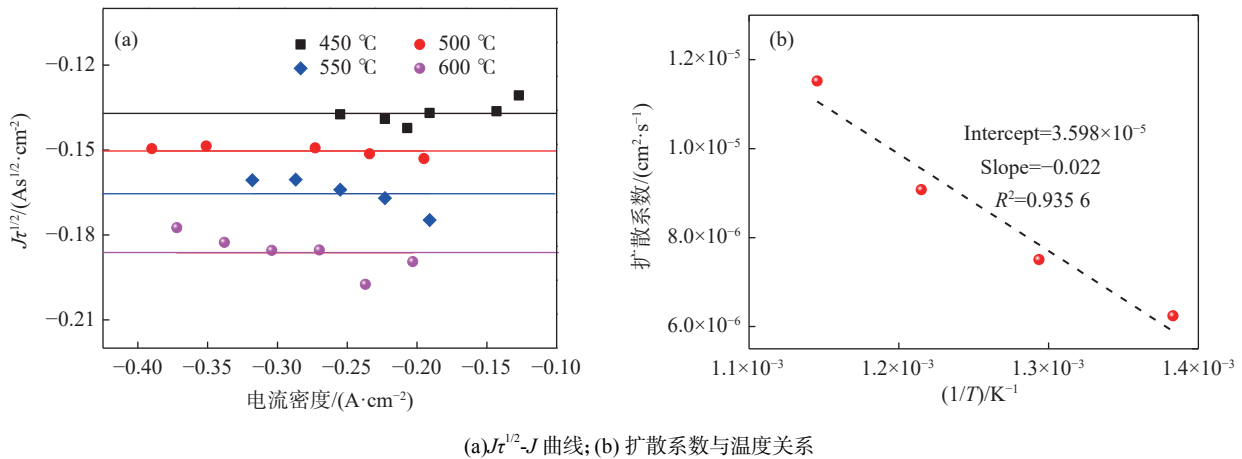 (a)
450 ℃ 500 ℃
550 ℃ 600 ℃
−0.12
−0.15
−0.18
−0.21
Jτ^{1/2}/(As^{1/2}·cm^{−2})
−0.40 −0.35 −0.30 −0.25 −0.20 −0.15 −0.10
电流密度/(A·cm^{−2})
(b)
1.2×10^{−5}
1.0×10^{−5}
8.0×10^{−6}
6.0×10^{−6}
扩散系数/(cm^{2}·s^{−1})
Intercept=3.598×10^{−5}
Slope=−0.022
R^{2}=0.935 6
1.1×10^{−3} 1.2×10^{−3} 1.3×10^{−3} 1.4×10^{−3}
(1/T)/K^{−1}
(a)Jτ^{1/2}-J 曲线; (b) 扩散系数与温度关系